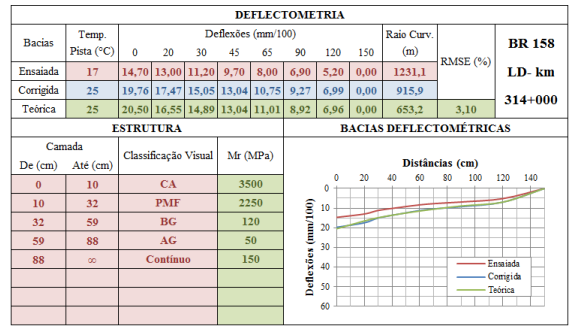 DEFLECTOMETRIA
Bacias Temp. Pista (°C) Deflexões (mm/100) Raio Curv. (m) RMSE (%) BR 158 LD- km 314+000
0 20 30 45 65 90 120 150
Ensaiada 17 14,70 13,00 11,20 9,70 8,00 6,90 5,20 0,00 1231,1
Corrigida 25 19,76 17,47 15,05 13,04 10,75 9,27 6,99 0,00 915,9
Teórica 25 20,50 16,55 14,89 13,04 11,01 8,92 6,96 0,00 653,2 3,10
ESTRUTURA
Camada Classificação Visual Mr (MPa)
De (cm) Até (cm)
0 10 CA 3500
10 32 PMF 2250
32 59 BG 120
59 88 AG 50
88 ∞ Contínuo 150
BACIAS DEFLECTOMÉTRICAS
Distâncias (cm)
0 20 40 60 80 100 120 140
Deflexões (mm/100)
0
10
20
30
40
50
60
Ensaiada
Corrigida
Teórica